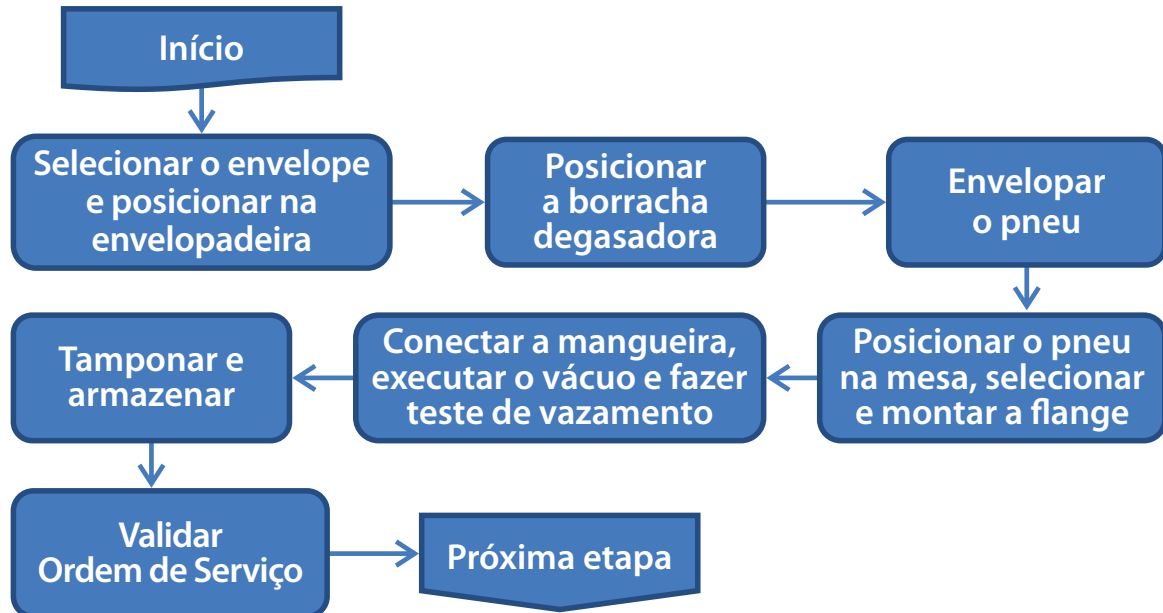 Início
Selecionar o envelope
e posicionar na
envelopadeira
Posicionar
a borracha
degasadora
Envelopar
o pneu
Posicionar o pneu
na mesa, selecionar
e montar a flange
Conectar a mangueira,
executar o vácuo e fazer
teste de vazamento
Tamponar e
armazenar
Validar
Ordem de Serviço
Próxima etapa